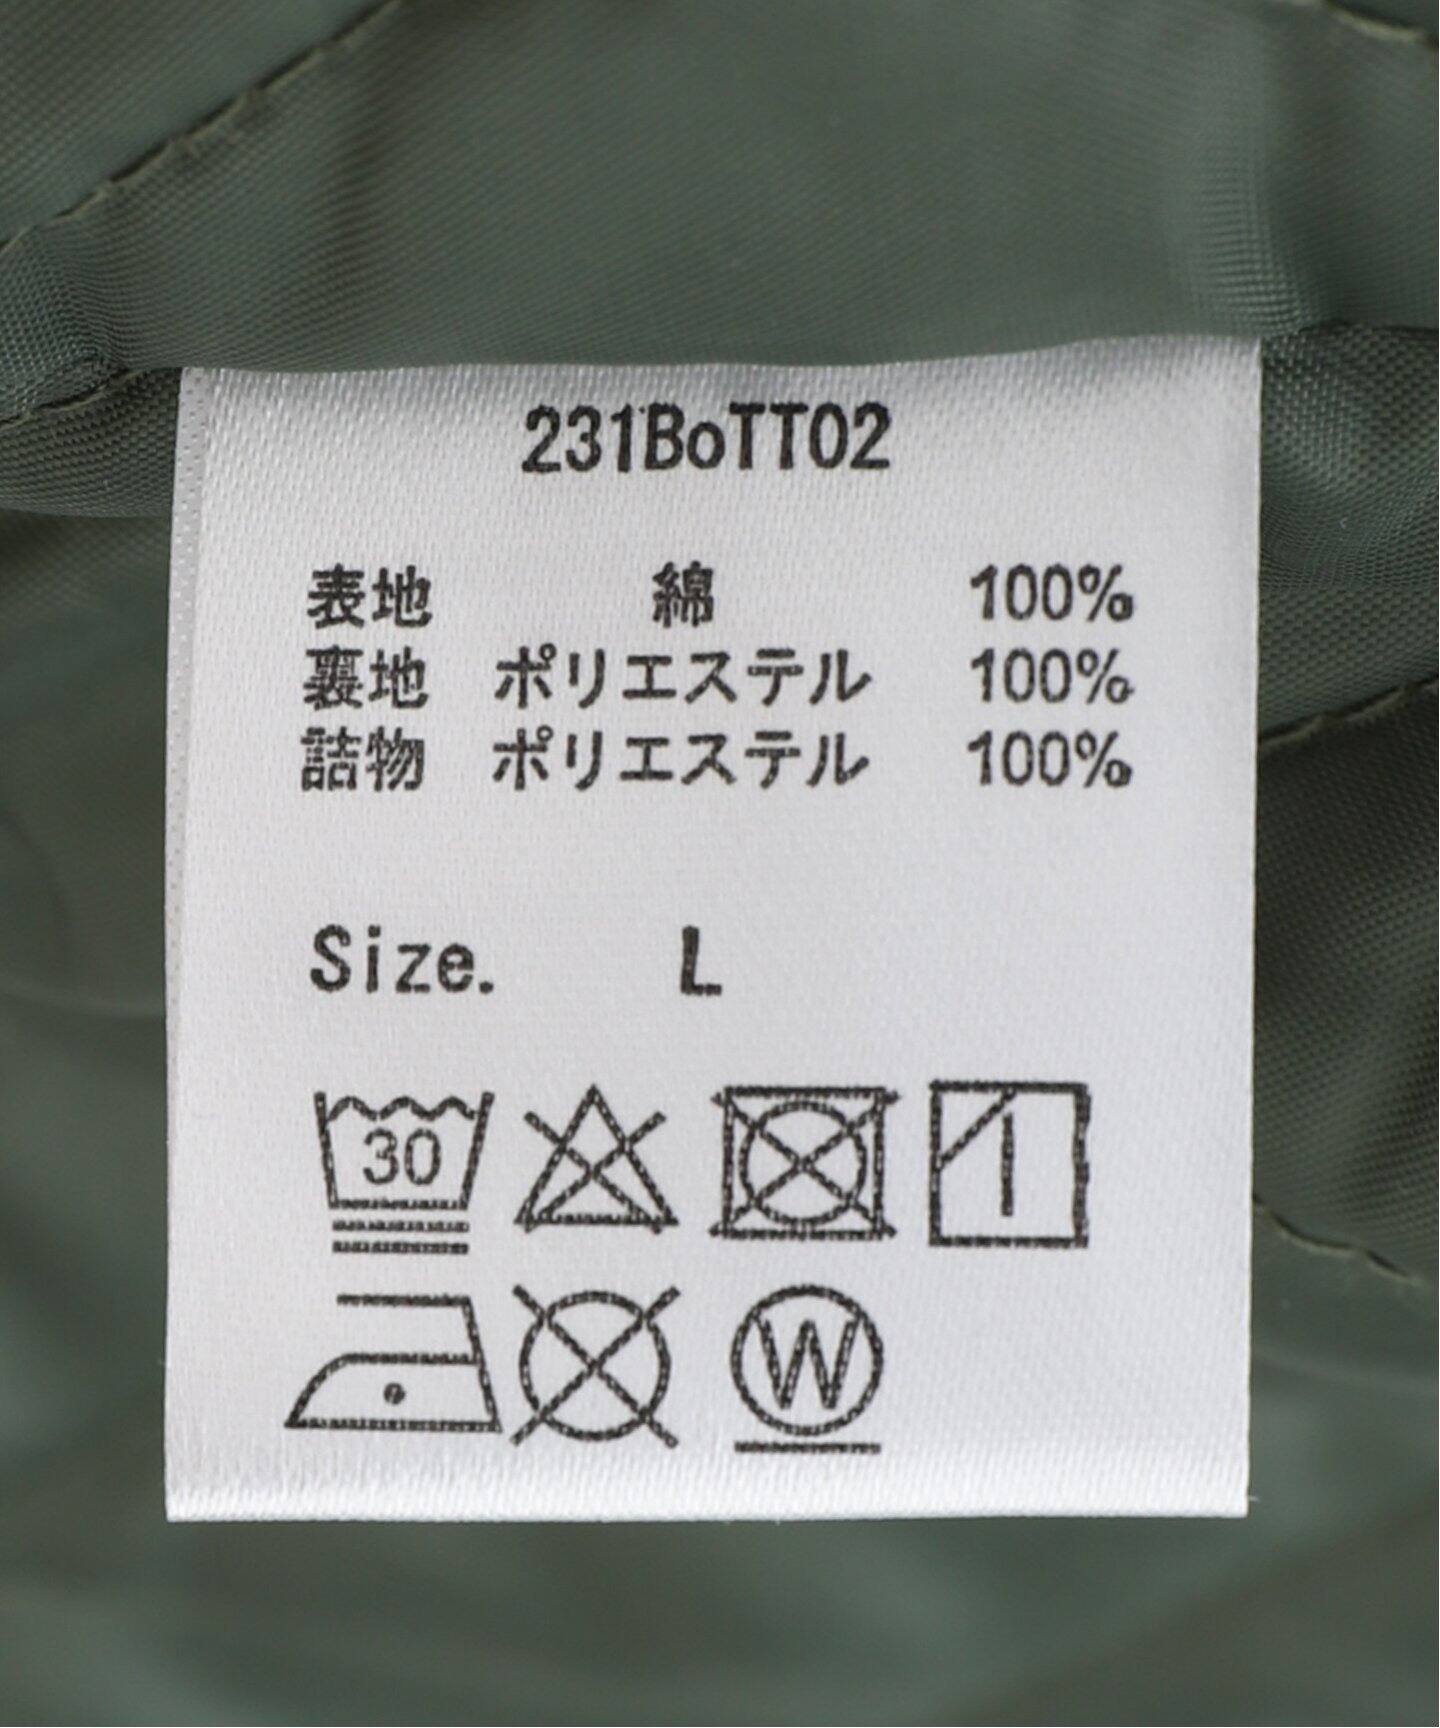 231BoTT02
表地 綿 100%
裏地 ポリエステル 100%
詰物 ポリエステル 100%
Size. L
30
W